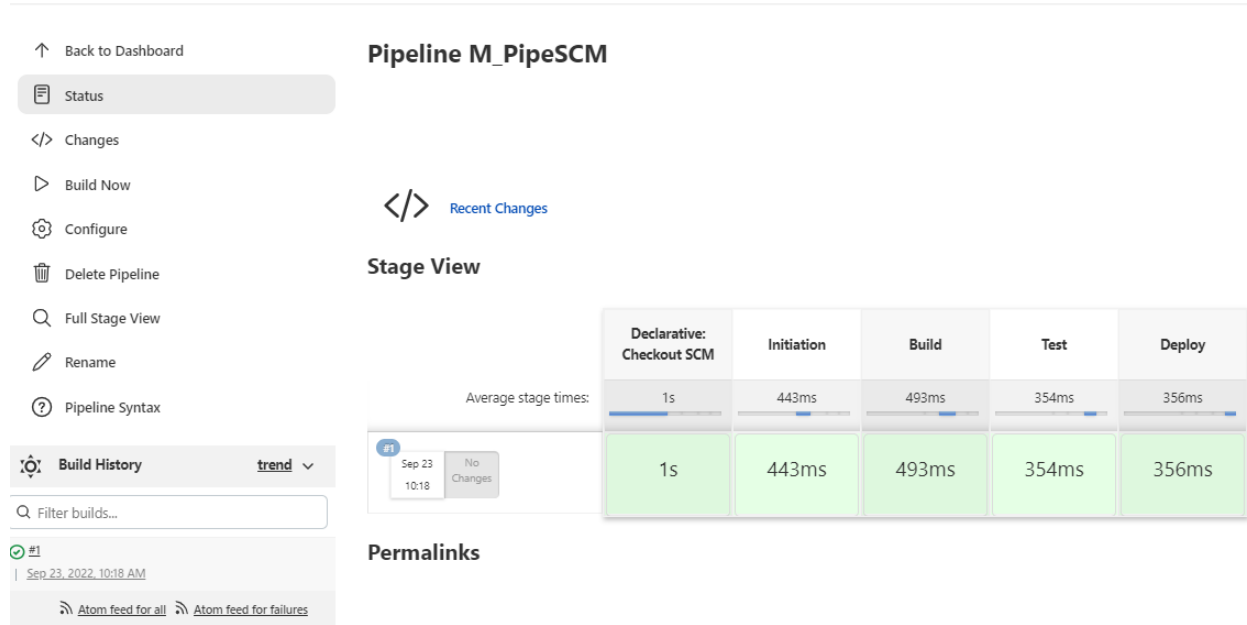 Back to Dashboard
Status
Changes
Build Now
Configure
Delete Pipeline
Full Stage View
Rename
Pipeline Syntax
Build History
trend
Filter builds...
#1
Sep 23, 2022, 10:18 AM
Atom feed for all Atom feed for failures
Pipeline M_PipeSCM
Recent Changes
Stage View
Declarative:
Checkout SCM
Initiation
Build
Test
Deploy
Average stage times:
1s 443ms 493ms 354ms 356ms
#1
Sep 23
10:18
No
Changes
1s 443ms 493ms 354ms 356ms
Permalinks